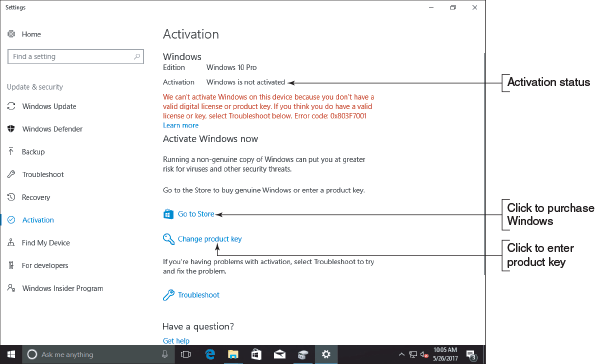 Settings
Home
Find a setting
Update & security
Windows Update
Windows Defender
Backup
Troubleshoot
Recovery
Activation
Find My Device
For developers
Windows Insider Program
Activation
Windows
Edition Windows 10 Pro
Activation Windows is not activated
We can't activate Windows on this device because you don't have a
valid digital license or product key. If you think you do have a valid
license or key, select Troubleshoot below. Error code: 0x803F7001
Learn more
Activate Windows now
Running a non-genuine copy of Windows can put you at greater
risk for viruses and other security threats.
Go to the Store to buy genuine Windows or enter a product key.
Go to Store
Change product key
If you're having problems with activation, select Troubleshoot to try
and fix the problem.
Troubleshoot
Have a question?
Get help
Activation status
Click to purchase
Windows
Click to enter
product key
Ask me anything
10:05 AM
5/26/2017
3